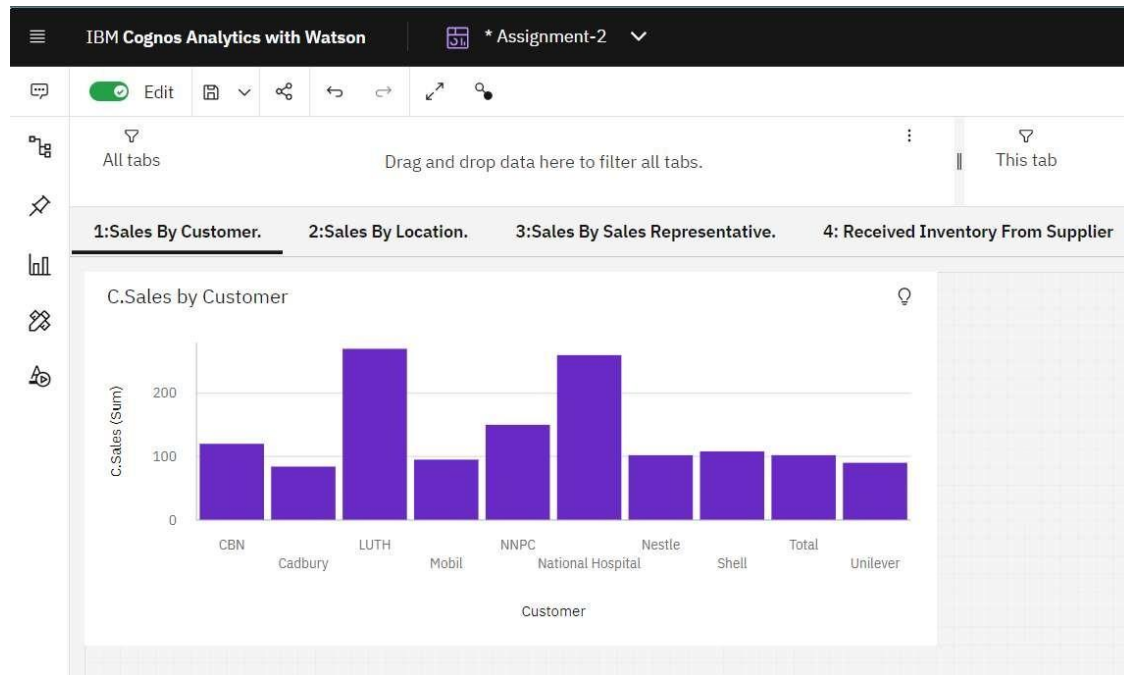 IBM Cognos Analytics with Watson
* Assignment-2
Edit
All tabs
Drag and drop data here to filter all tabs.
This tab
1:Sales By Customer.
2:Sales By Location.
3:Sales By Sales Representative.
4: Received Inventory From Supplier
C.Sales by Customer
C.Sales (Sum)
200
100
0
CBN
Cadbury
LUTH
Mobil
NNPC
National Hospital
Nestle
Shell
Total
Unilever
Customer